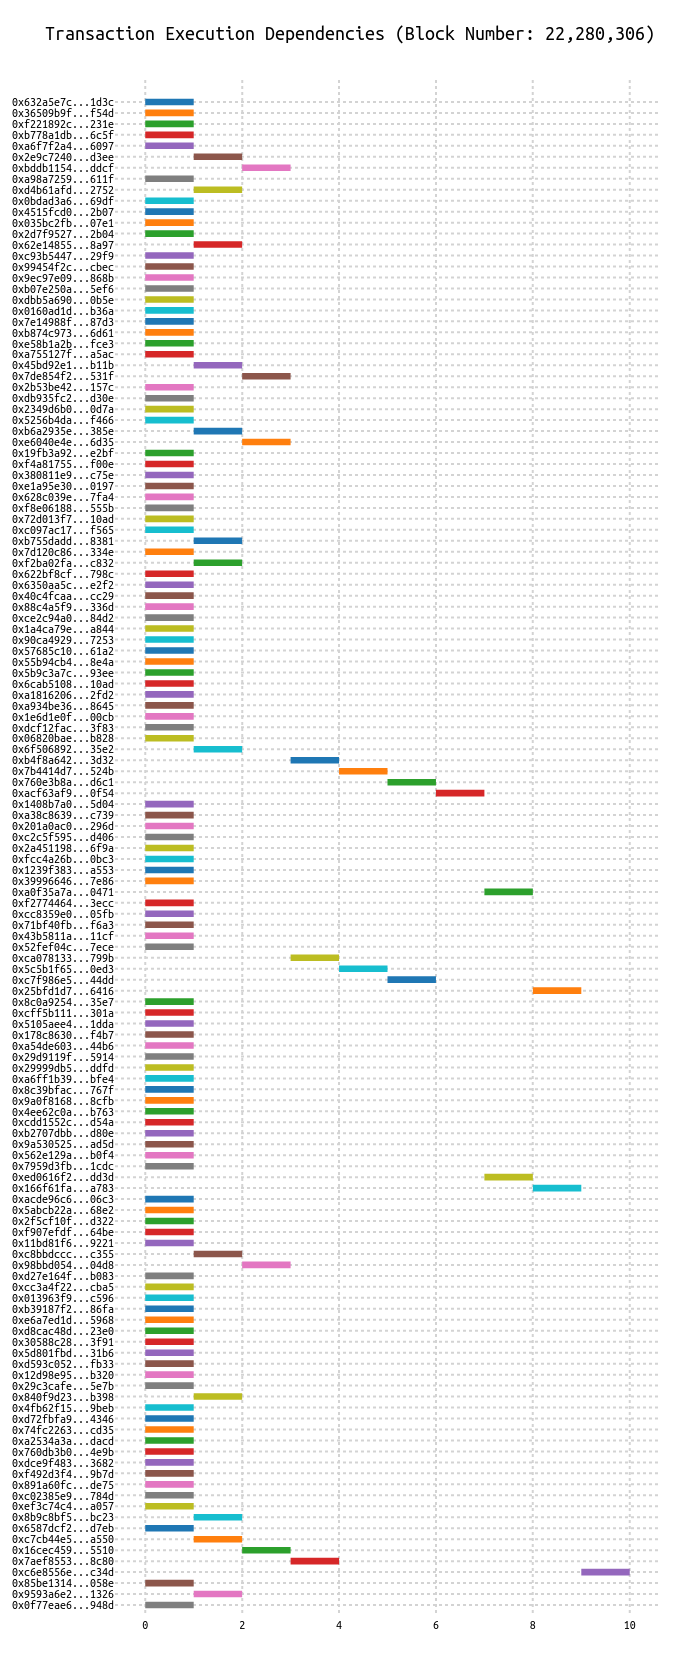 Transaction Execution Dependencies (Block Number: 22,280,306)
0x632a5e7c...1d3c
0x36509b9f...f54d
0xf221892c...231e
0xb778a1db...6c5f
0xa6f7f2a4...6097
0x2e9c7240...d3ee
0xbddb1154...ddcf
0xa98a7259...611f
0xd4b61afd...2752
0x0bdad3a6...69df
0x4515fcd0...2b07
0x035bc2fb...07e1
0x2d7f9527...2b04
0x62e14855...8a97
0xc93b5447...29f9
0x99454f2c...cbec
0x9ec97e09...868b
0xb07e250a...5ef6
0xdbb5a690...0b5e
0x0160ad1d...b36a
0x7e14988f...87d3
0xb874c973...6d61
0xe58b1a2b...fce3
0xa755127f...a5ac
0x45bd92e1...b11b
0x7de854f2...531f
0x2b53be42...157c
0xdb935fc2...d30e
0x2349d6b0...0d7a
0x5256b4da...f466
0xb6a2935e...385e
0xe6040e4e...6d35
0x19fb3a92...e2bf
0xf4a81755...f00e
0x380811e9...c75e
0xe1a95e30...0197
0x628c039e...7fa4
0xf8e06188...555b
0x72d013f7...10ad
0xc097ac17...f565
0xb755dadd...8381
0x7d120c86...334e
0xf2ba02fa...c832
0x622bf8cf...798c
0x6350aa5c...e2f2
0x40c4fcaa...cc29
0x88c4a5f9...336d
0xce2c94a0...84d2
0x1a4ca79e...a844
0x90ca4929...7253
0x57685c10...61a2
0x55b94cb4...8e4a
0x5b9c3a7c...93ee
0x6cab5108...10ad
0xa1816206...2fd2
0xa934be36...8645
0x1e6d1e0f...00cb
0xdcf12fac...3f83
0x06820bae...b828
0x6f506892...35e2
0xb4f8a642...3d32
0x7b4414d7...524b
0x760e3b8a...d6c1
0xacf63af9...0f54
0x1408b7a0...5d04
0xa38c8639...c739
0x201a0ac0...296d
0xc2c5f595...d406
0x2a451198...6f9a
0xfcc4a26b...0bc3
0x1239f383...a553
0x39996646...7e86
0xa0f35a7a...0471
0xf2774464...3ecc
0xcc8359e0...05fb
0x71bf40fb...f6a3
0x43b5811a...11cf
0x52fef04c...7ece
0xca078133...799b
0x5c5b1f65...0ed3
0xc7f986e5...44dd
0x25bfd1d7...6416
0x8c0a9254...35e7
0xcff5b111...301a
0x5105aee4...1dda
0x178c8630...f4b7
0xa54de603...44b6
0x29d9119f...5914
0x29999db5...ddfd
0xa6ff1b39...bfe4
0x8c39bfac...767f
0x9a0f8168...8cfb
0x4ee62c0a...b763
0xcdd1552c...d54a
0xb2707dbb...d80e
0x9a530525...ad5d
0x562e129a...b0f4
0x7959d3fb...1cdc
0xed0616f2...dd3d
0x166f61fa...a783
0xacde96c6...06c3
0x5abcb22a...68e2
0x2f5cf10f...d322
0xf907efdf...64be
0x11bd81f6...9221
0xc8bbdccc...c355
0x98bbd054...04d8
0xd27e164f...b083
0xcc3a4f22...cba5
0x013963f9...c596
0xb39187f2...86fa
0xe6a7ed1d...5968
0xd8cac48d...23e0
0x30588c28...3f91
0x5d801fbd...31b6
0xd593c052...fb33
0x12d98e95...b320
0x29c3cafe...5e7b
0x840f9d23...b398
0x4fb62f15...9beb
0xd72fbfa9...4346
0x74fc2263...cd35
0xa2534a3a...dacd
0x760db3b0...4e9b
0xdce9f483...3682
0xf492d3f4...9b7d
0x891a60fc...de75
0xc02385e9...784d
0xef3c74c4...a057
0x8b9c8bf5...bc23
0x6587dcf2...d7eb
0xc7cb44e5...a550
0x16cec459...5510
0x7aef8553...8c80
0xc6e8556e...c34d
0x85be1314...058e
0x9593a6e2...1326
0x0f77eae6...948d
0 2 4 6 8 10